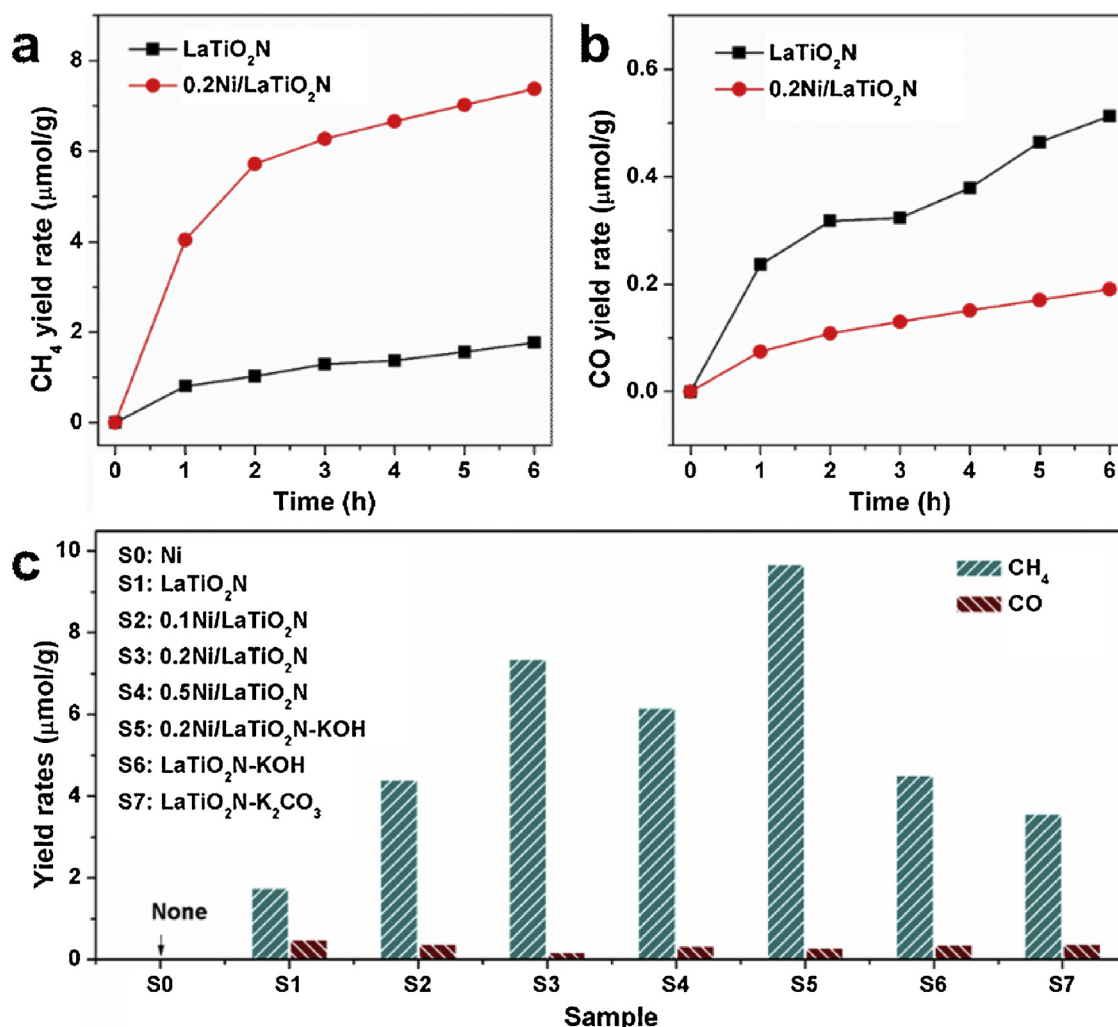 a
LaTiO₂N
0.2Ni/LaTiO₂N
CH₄ yield rate (μmol/g)
8
6
4
2
0
0 1 2 3 4 5 6
Time (h)
b
LaTiO₂N
0.2Ni/LaTiO₂N
CO yield rate (μmol/g)
0.6
0.4
0.2
0.0
0 1 2 3 4 5 6
Time (h)
c
S0: Ni
S1: LaTiO₂N
S2: 0.1Ni/LaTiO₂N
S3: 0.2Ni/LaTiO₂N
S4: 0.5Ni/LaTiO₂N
S5: 0.2Ni/LaTiO₂N-KOH
S6: LaTiO₂N-KOH
S7: LaTiO₂N-K₂CO₃
CH₄
CO
Yield rates (μmol/g)
10
8
6
4
2
0
None
S0 S1 S2 S3 S4 S5 S6 S7
Sample